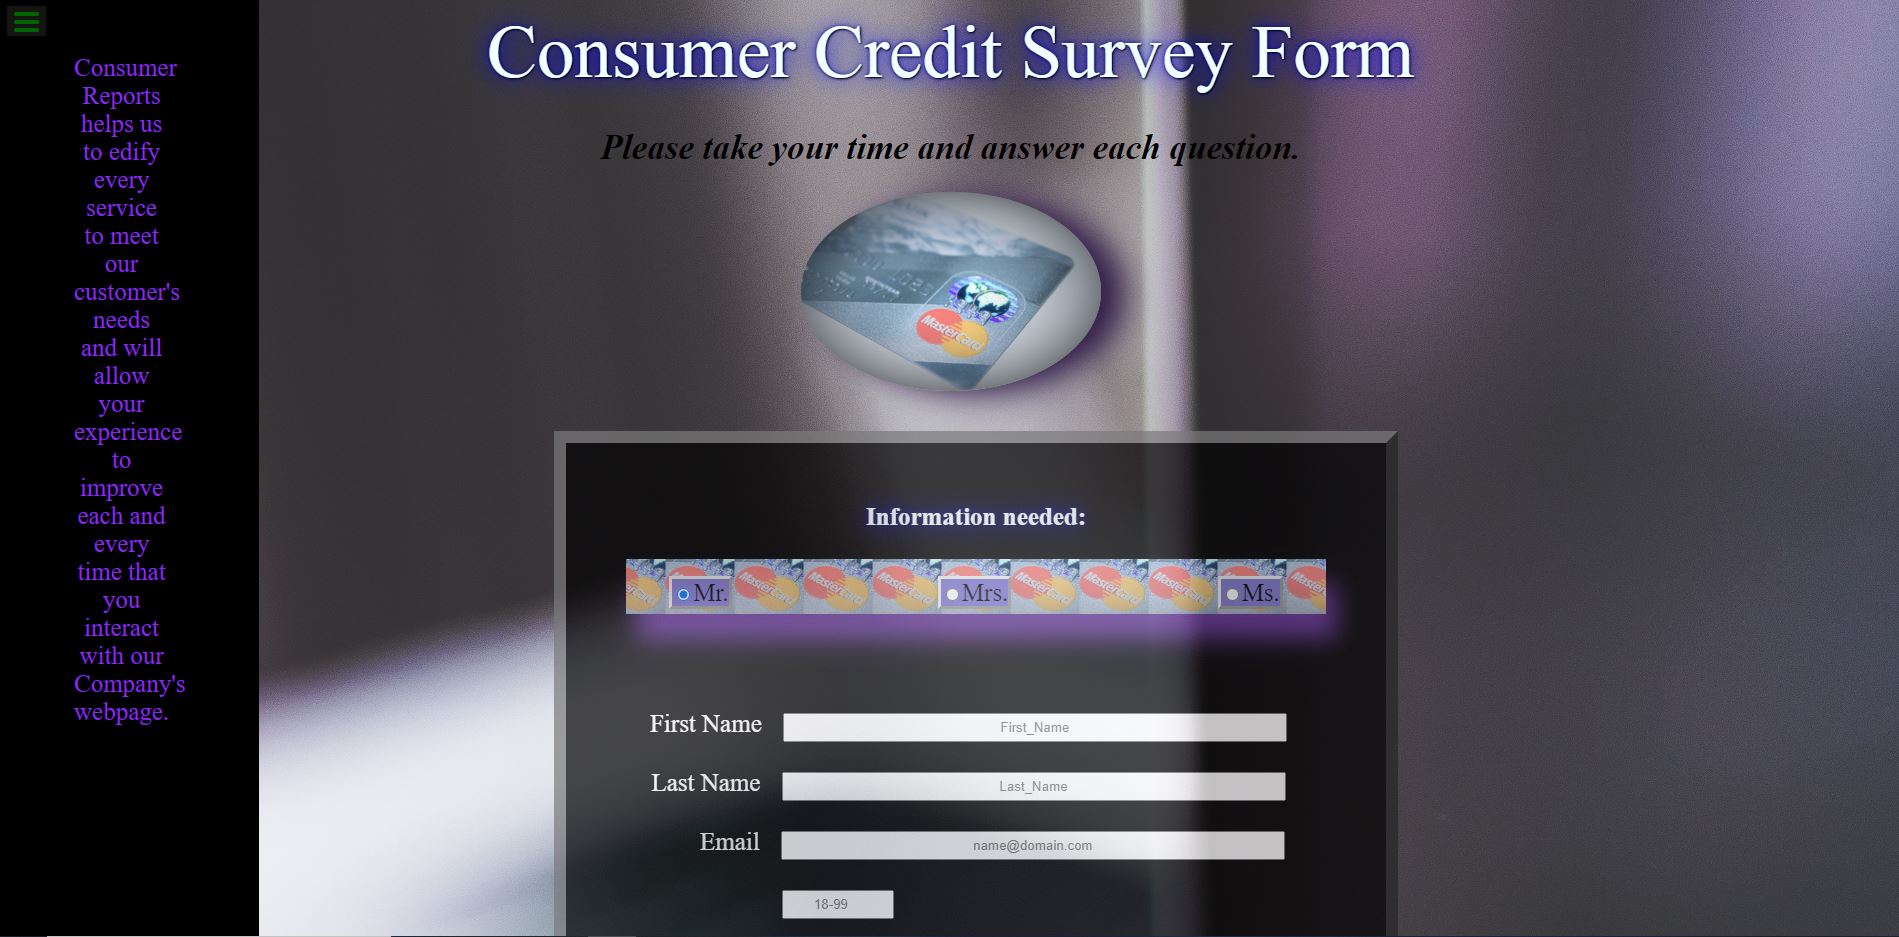 Consumer Credit Survey Form
Please take your time and answer each question.
Consumer
Reports
helps us
to edify
every
service
to meet
our
customer's
needs
and will
allow
your
experience
to
improve
each and
every
time that
you
interact
with our
Company's
webpage.
MasterCard
Information needed:
Mr. Mrs. Ms.
First Name First_Name
Last Name Last_Name
Email name@domain.com
18-99